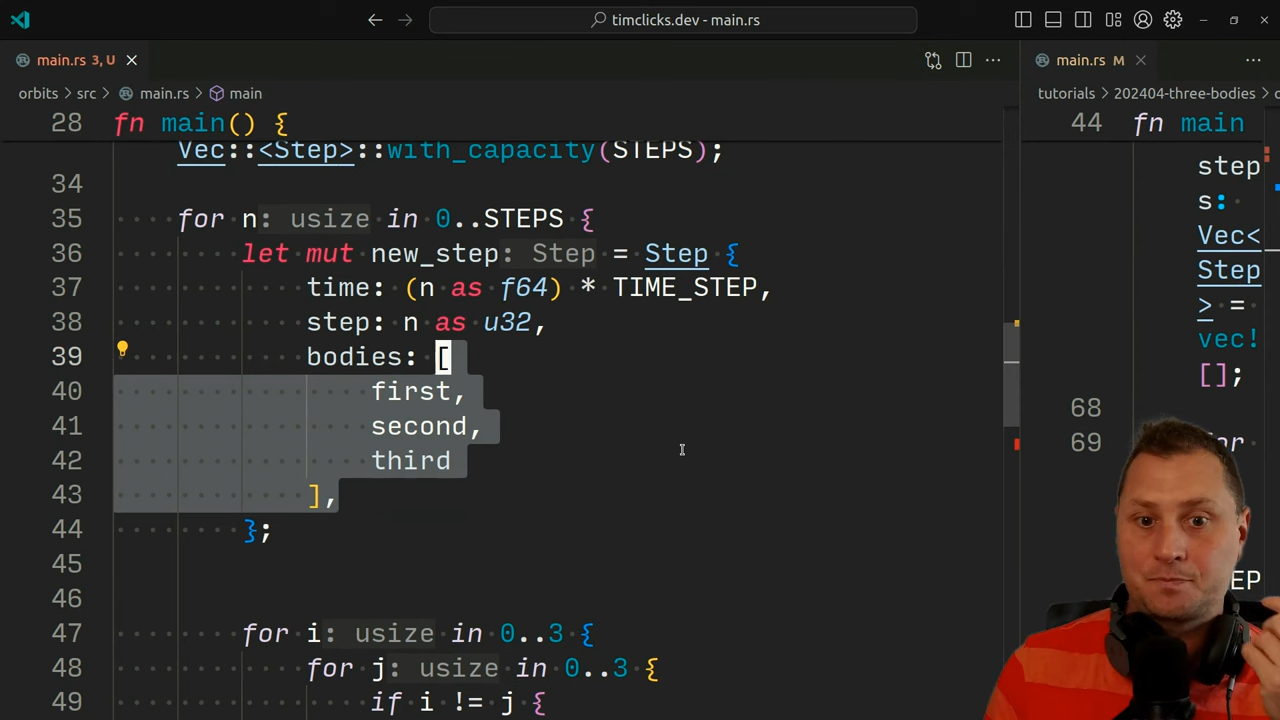 timclicks.dev - main.rs
main.rs 3, U
main.rs M
orbits > src > main.rs > main
tutorials > 202404-three-bodies >
28 fn main() {
Vec::<Step>::with_capacity(STEPS);
34
35 for n: usize in 0..STEPS {
36 let mut new_step: Step = Step {
37 time: (n as f64) * TIME_STEP,
38 step: n as u32,
39 bodies: [
40 first,
41 second,
42 third
43 ],
44 };
45
46
47 for i: usize in 0..3 {
48 for j: usize in 0..3 {
49 if i != j {
44 fn main
step
s:
Vec<
Step
> =
vec!
[];
68
69